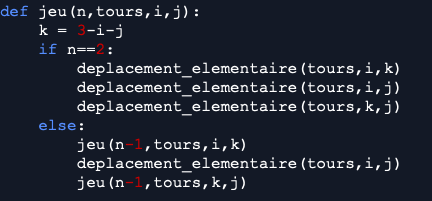 def jeu(n,tours,i,j):
    k = 3-i-j
    if n==2:
        deplacement_elementaire(tours,i,k)
        deplacement_elementaire(tours,i,j)
        deplacement_elementaire(tours,k,j)
    else:
        jeu(n-1,tours,i,k)
        deplacement_elementaire(tours,i,j)
        jeu(n-1,tours,k,j)